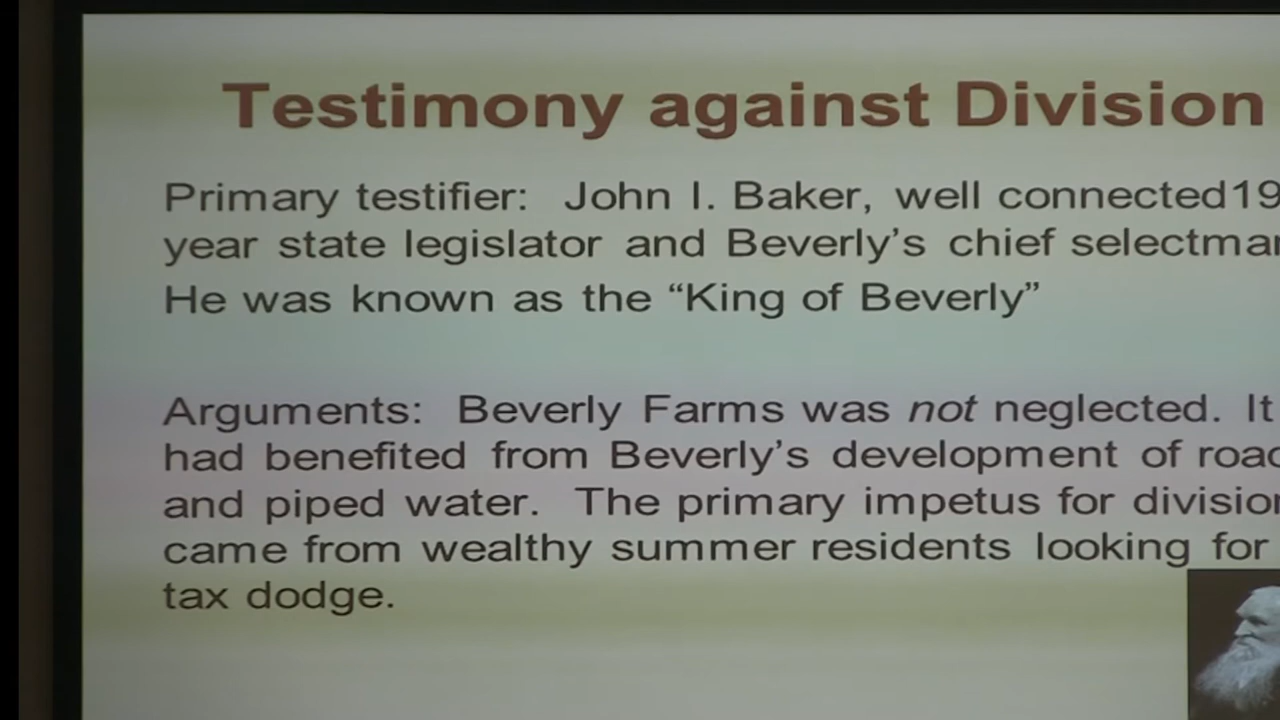 Testimony against Division
Primary testifier: John I. Baker, well connected19
year state legislator and Beverly’s chief
He was known as the “King of Beverly”
Arguments: Beverly Farms was not neglected. It
had benefited from Beverly’s development of
and piped water. The primary impetus for
came from wealthy summer residents looking for
tax dodge.